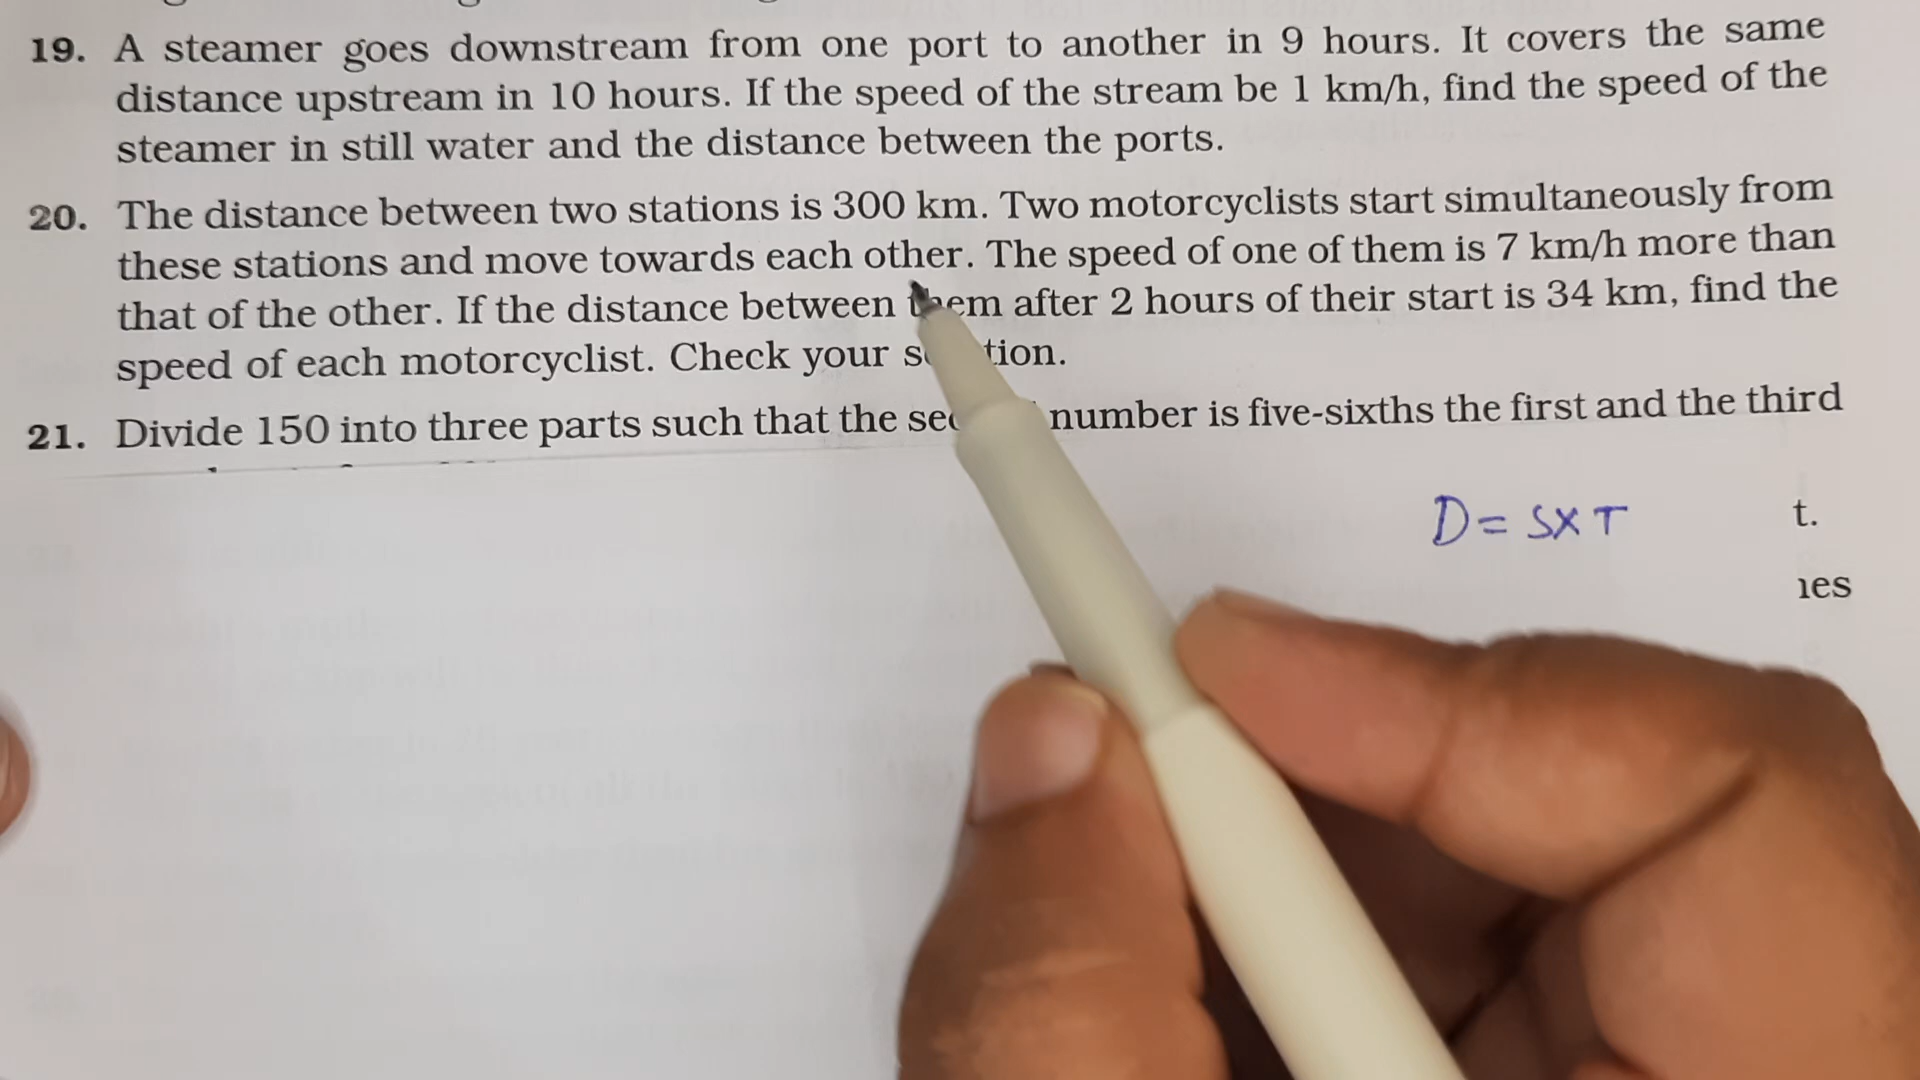 19. A steamer goes downstream from one port to another in 9 hours. It covers the same
distance upstream in 10 hours. If the speed of the stream be 1 km/h, find the speed of the
steamer in still water and the distance between the ports.
20. The distance between two stations is 300 km. Two motorcyclists start simultaneously from
these stations and move towards each other. The speed of one of them is 7 km/h more than
that of the other. If the distance between them after 2 hours of their start is 34 km, find the
speed of each motorcyclist. Check your
21. Divide 150 into three parts such that the number is five-sixths the first and the third
D = S X T
t.